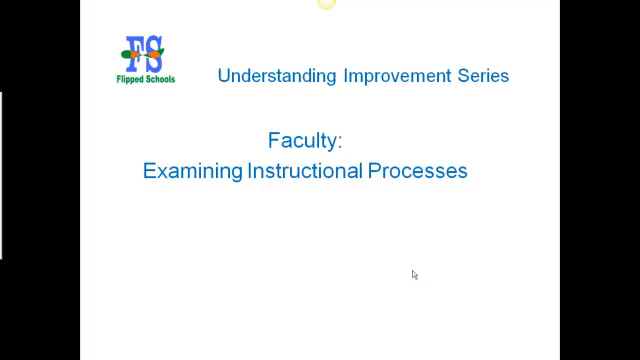 FS
Flipped Schools
Understanding Improvement Series
Faculty:
Examining Instructional Processes